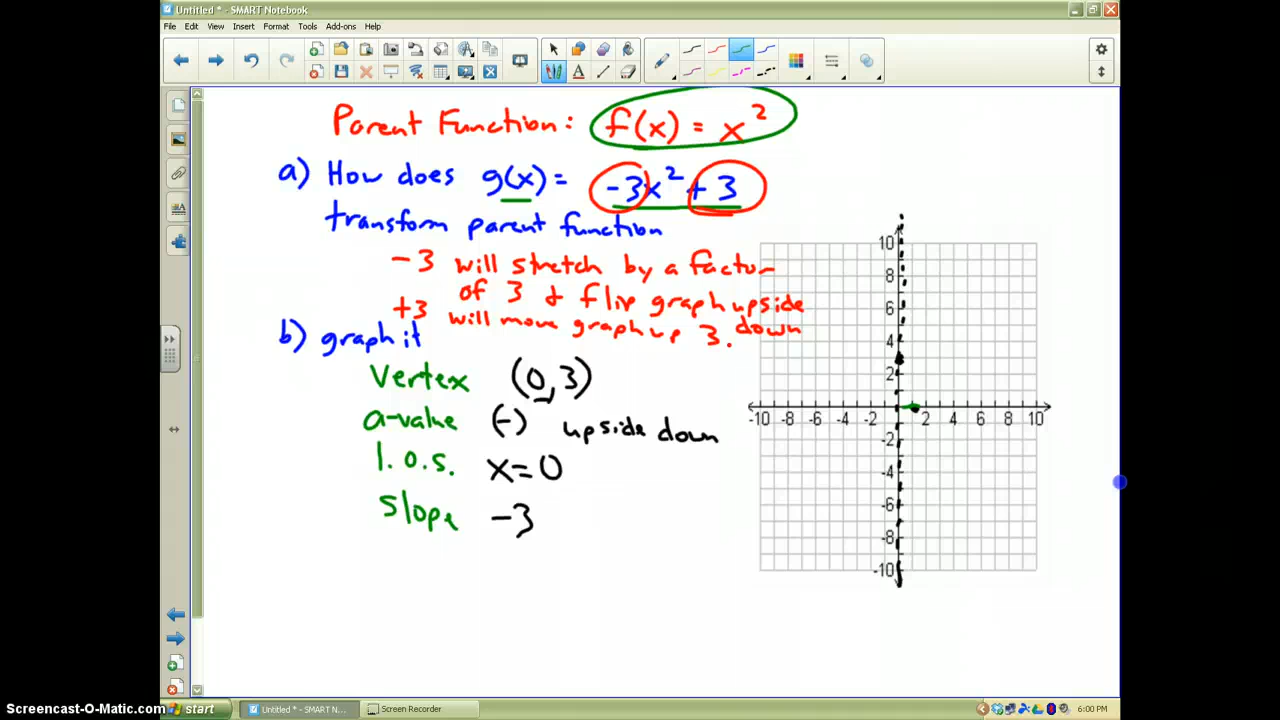 Untitled * - SMART Notebook
File Edit View Insert Format Tools Add-ons Help
Parent Function: f(x) = x²
a) How does g(x) = -3x² + 3
transform parent function
-3 will stretch by a factor
of 3 & flip graph upside
down
+3 will move graph up 3.
b) graph it
Vertex (0,3)
a-value (-) upside down
l.o.s. x=0
Slope -3
10
8
6
4
2
-10 -8 -6 -4 -2 2 4 6 8 10
-2
-4
-6
-8
-10
Screencast-O-Matic.com
start Untitled * - SMART N... Screen Recorder 6:00 PM